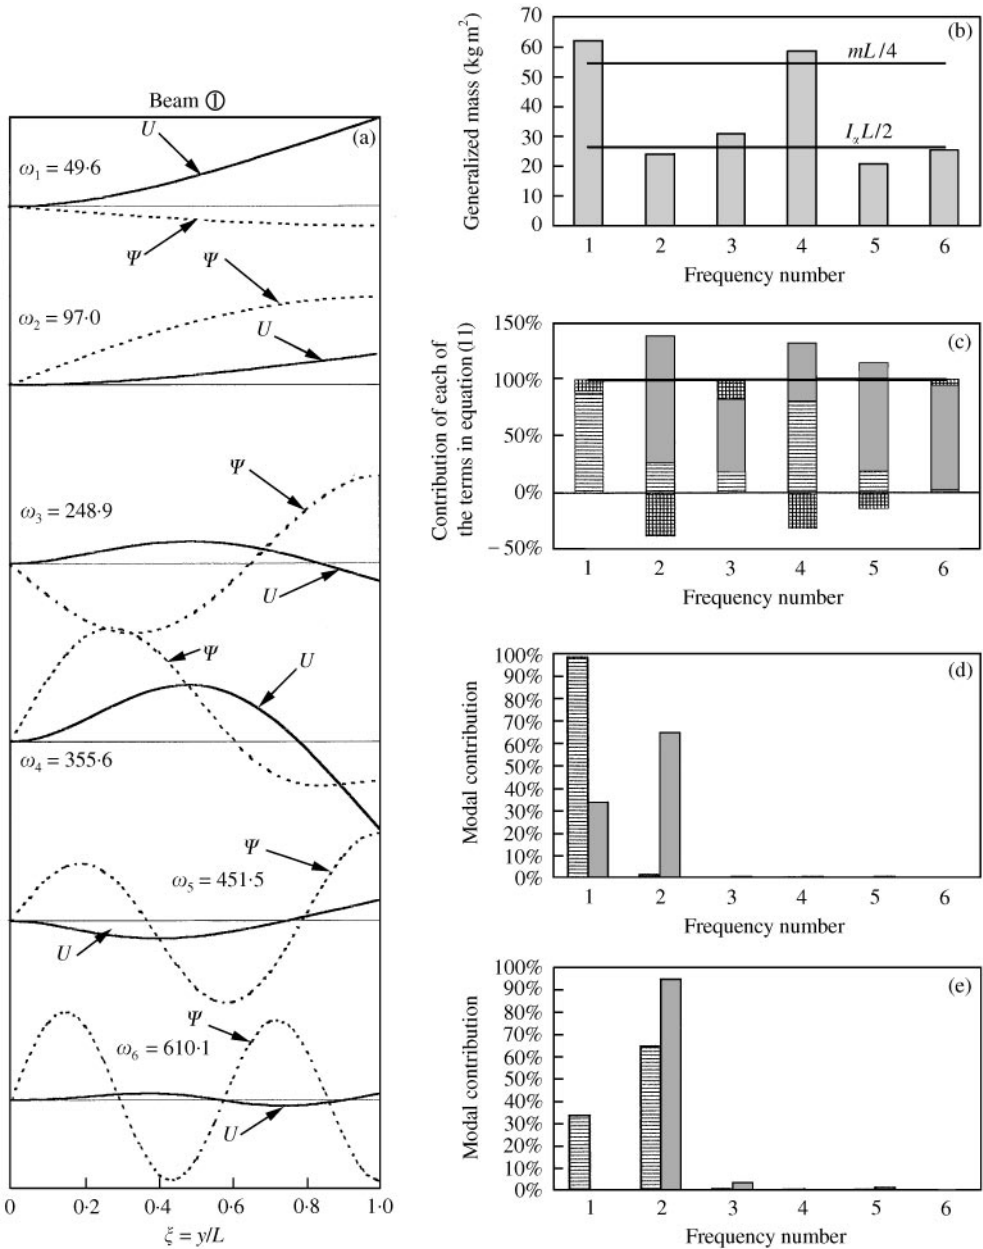 Beam ①
(a)
U
ω₁ = 49·6
Ψ
Ψ
ω₂ = 97·0
U
Ψ
ω₃ = 248·9
U
Ψ
U
ω₄ = 355·6
Ψ
ω₅ = 451·5
U
Ψ
ω₆ = 610·1
U
0 0·2 0·4 0·6 0·8 1·0
ξ = y/L
(b)
Generalized mass (kg m²)
70
60
50
40
30
20
10
0
mL/4
IαL/2
1 2 3 4 5 6
Frequency number
(c)
Contribution of each of
the terms in equation (11)
150%
100%
50%
0%
−50%
1 2 3 4 5 6
Frequency number
(d)
Modal contribution
100%
90%
80%
70%
60%
50%
40%
30%
20%
10%
0%
1 2 3 4 5 6
Frequency number
(e)
Modal contribution
100%
90%
80%
70%
60%
50%
40%
30%
20%
10%
0%
1 2 3 4 5 6
Frequency number